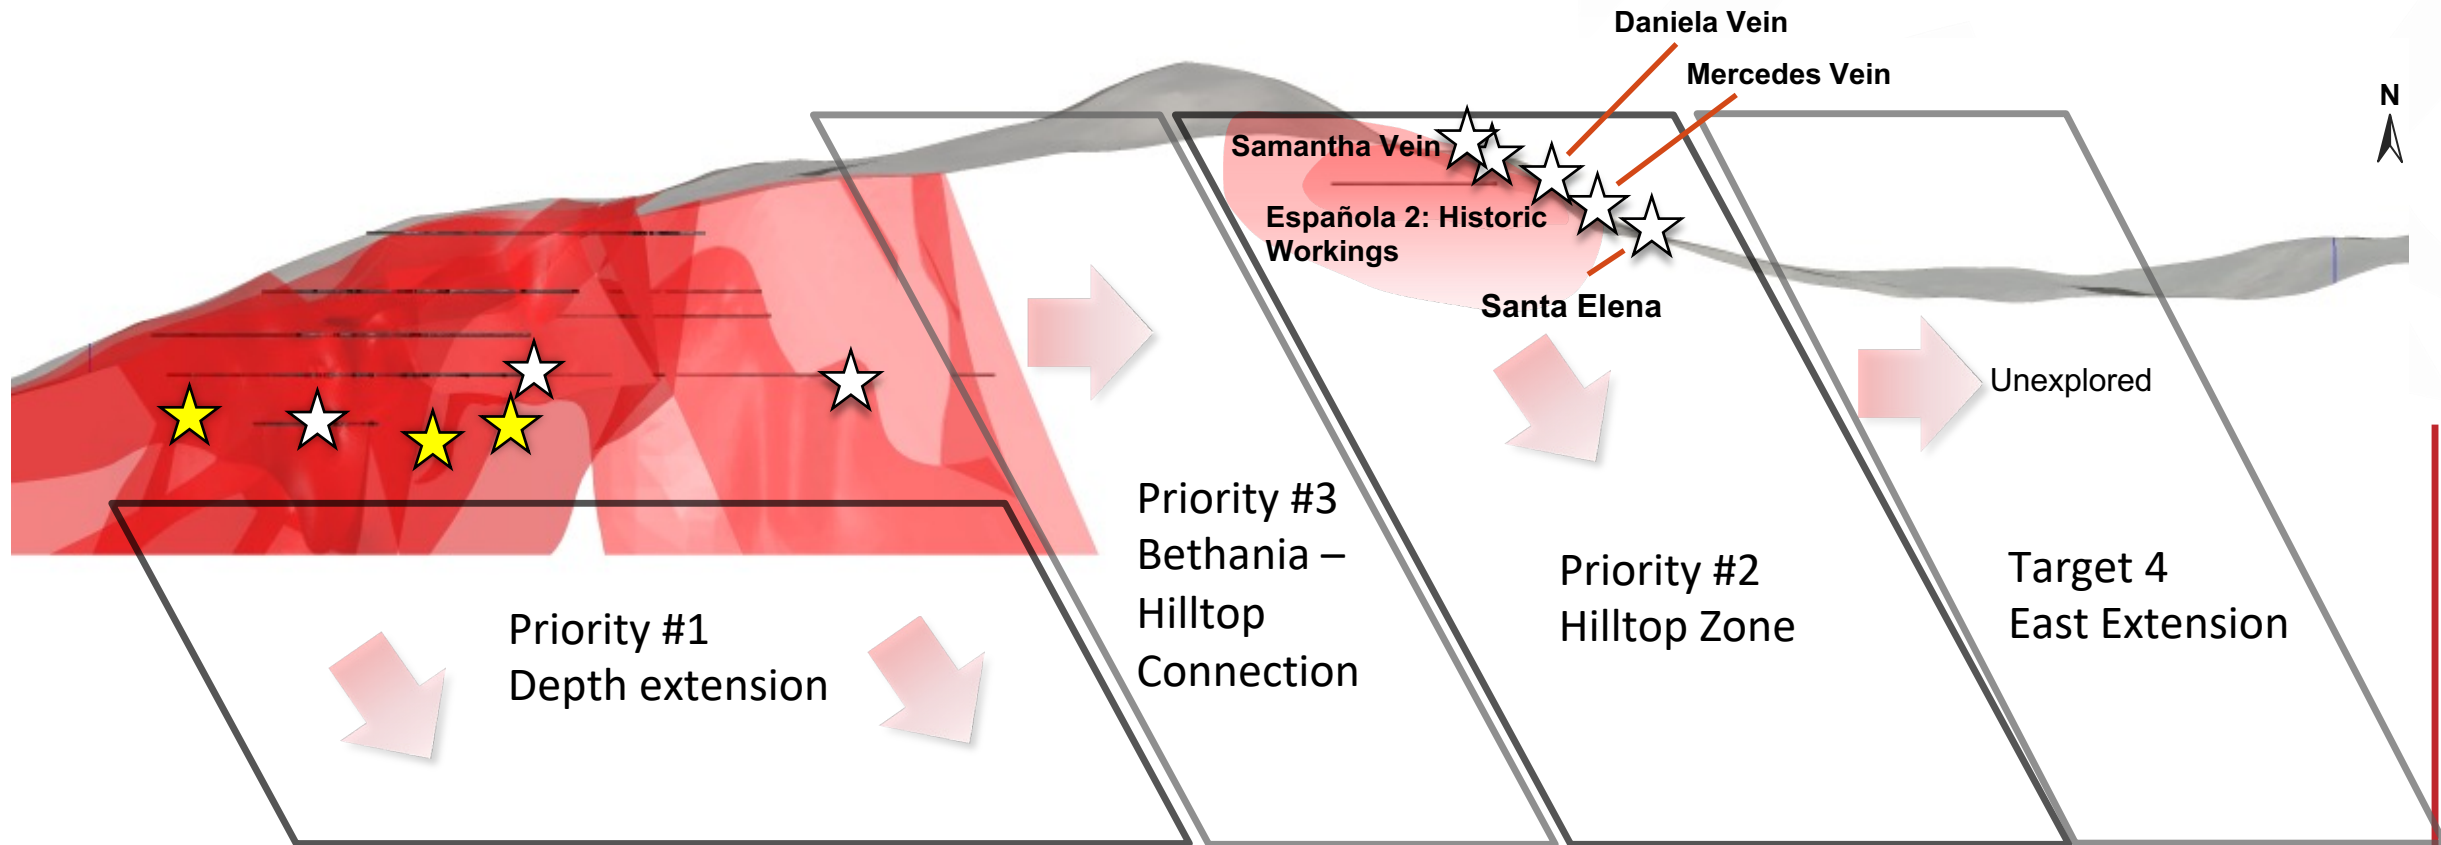 Daniela Vein
Mercedes Vein
N
Samantha Vein
Española 2: Historic
Workings
Santa Elena
Unexplored
Priority #1
Depth extension
Priority #3
Bethania –
Hilltop
Connection
Priority #2
Hilltop Zone
Target 4
East Extension